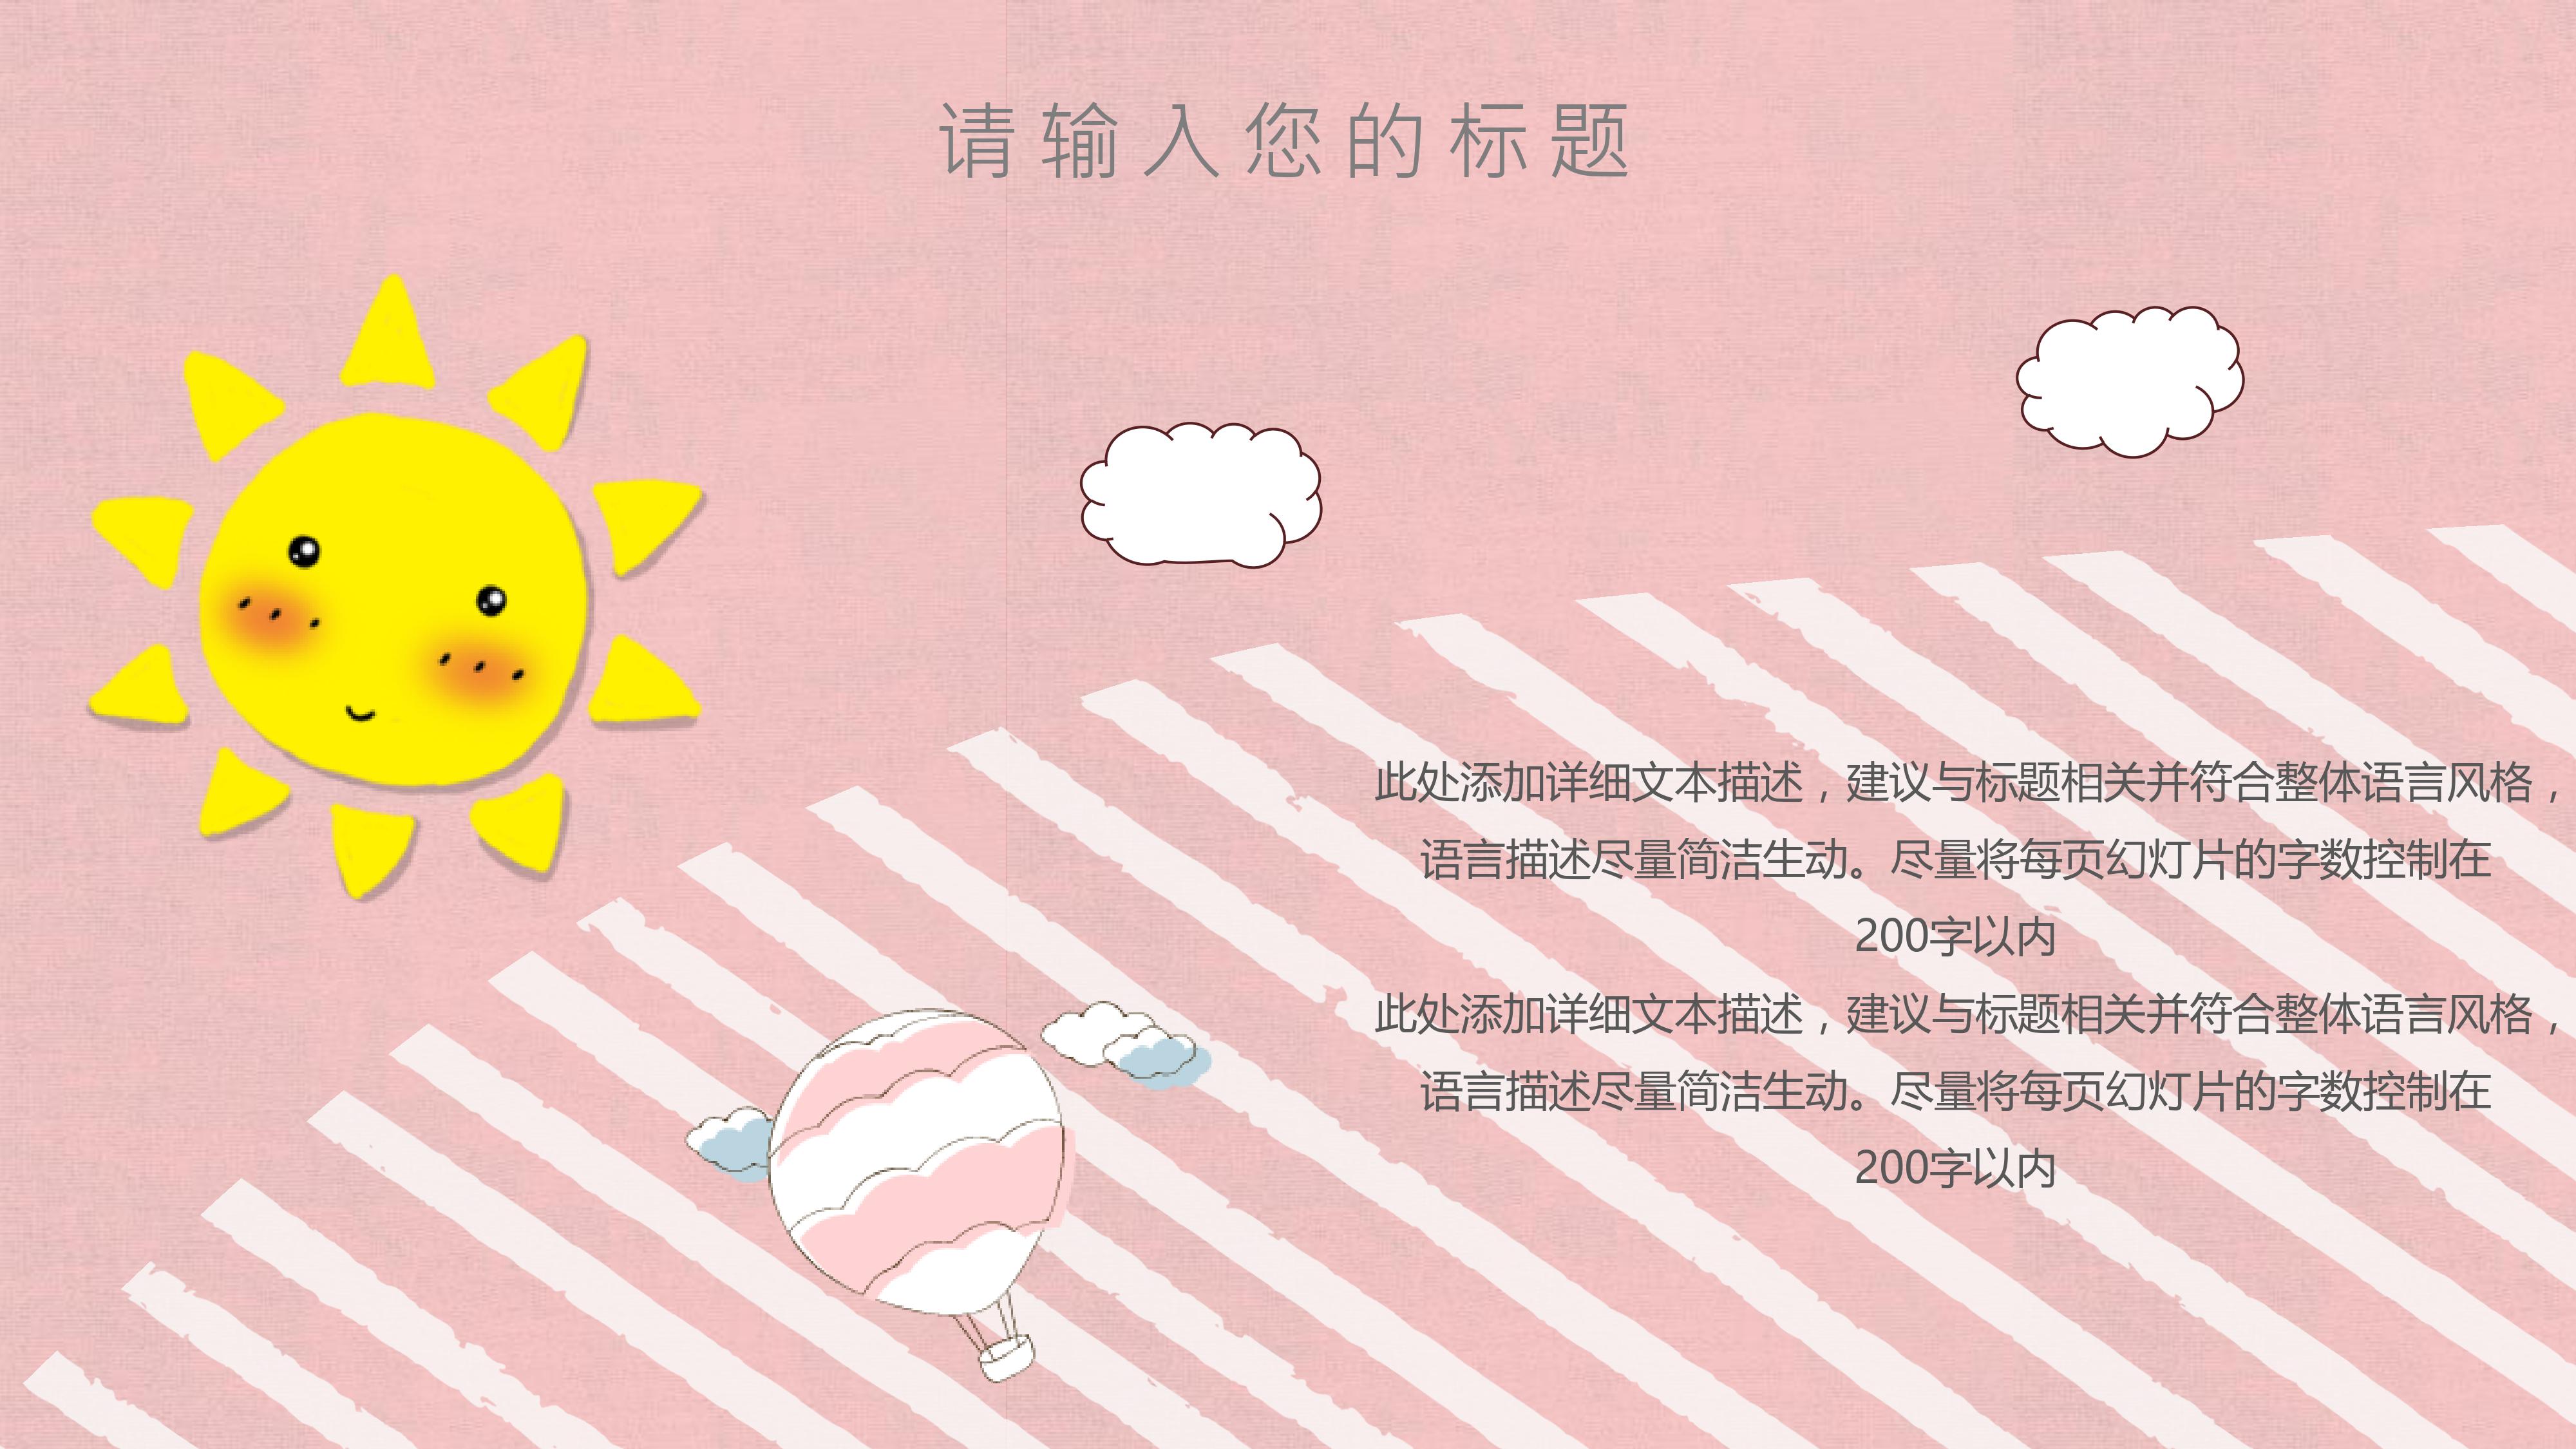 请输入您的标题
此处添加详细文本描述，建议与标题相关并符合整体语言风格，
语言描述尽量简洁生动。尽量将每页幻灯片的字数控制在
200字以内
此处添加详细文本描述，建议与标题相关并符合整体语言风格，
语言描述尽量简洁生动。尽量将每页幻灯片的字数控制在
200字以内